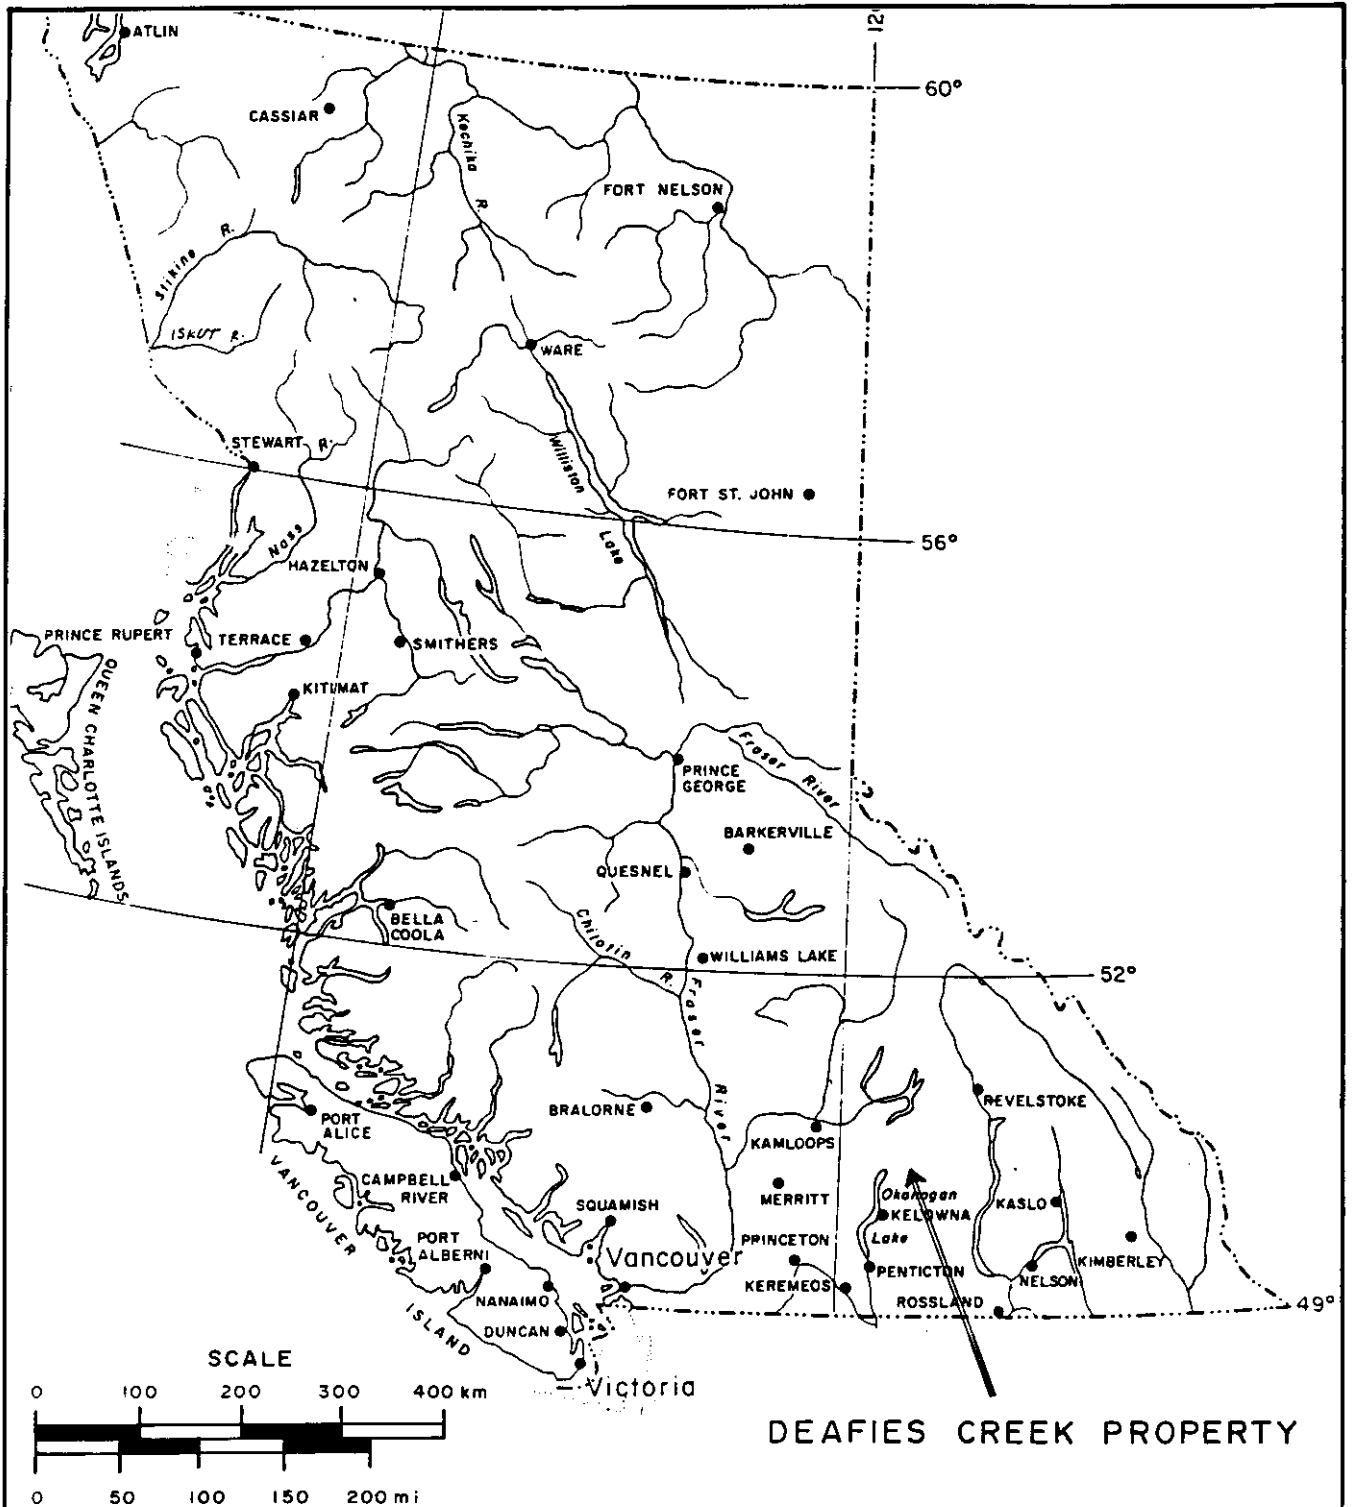 12
ATLIN
60°
CASSIAR
Kechika
R.
FORT NELSON
Stikine R.
ISKUT R.
WARE
STEWART
R.
Nass
Williston
Lake
FORT ST. JOHN
56°
HAZELTON
PRINCE RUPERT
TERRACE
SMITHERS
KITIMAT
QUEEN CHARLOTTE ISLANDS
Fraser River
PRINCE
GEORGE
BARKERVILLE
QUESNEL
BELLA
COOLA
Chilotin
R.
WILLIAMS LAKE
52°
Fraser
River
BRALORNE
PORT
ALICE
KAMLOOPS
REVELSTOKE
VANCOUVER
ISLAND
CAMPBELL
RIVER
MERRITT
Okanogan
Lake
KELOWNA
KASLO
SQUAMISH
PORT
ALBERNI
Vancouver
PRINCETON
KIMBERLEY
NANAIMO
KEREMEOS
PENTICTON
NELSON
ROSSLAND
49°
DUNCAN
Victoria
SCALE
0 100 200 300 400 km
0 50 100 150 200 mi
DEAFIES CREEK PROPERTY